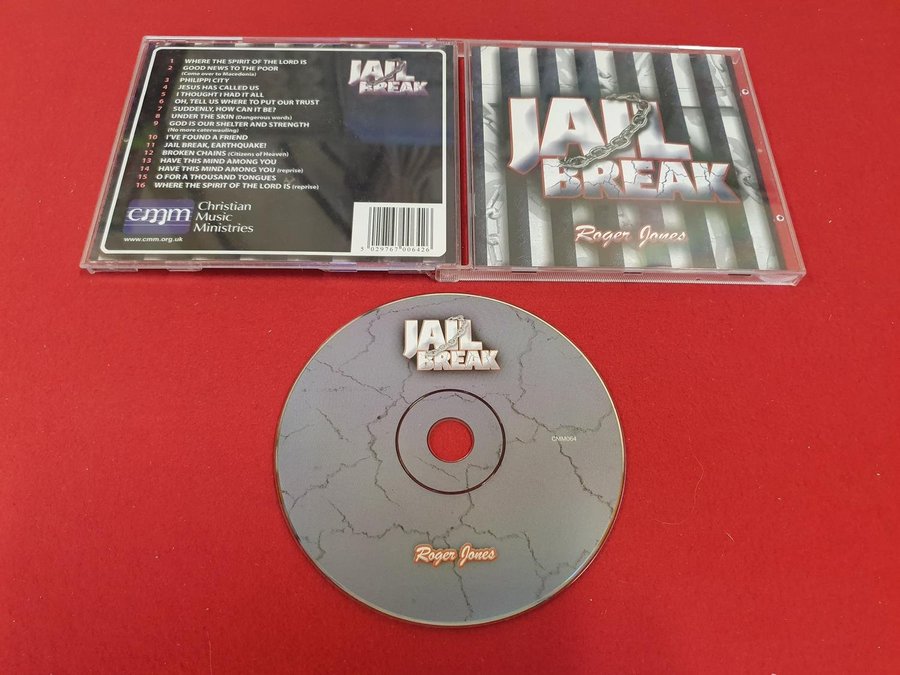 1 WHERE THE SPIRIT OF THE LORD IS
2 GOOD NEWS TO THE POOR
(Come over to Macedonia)
3 PHILIPPI CITY
4 JESUS HAS CALLED US
5 I THOUGHT I HAD IT ALL
6 OH, TELL US WHERE TO PUT OUR TRUST
7 SUDDENLY, HOW CAN IT BE?
8 UNDER THE SKIN (Dangerous words)
9 GOD IS OUR SHELTER AND STRENGTH
(No more caterwauling)
10 I'VE FOUND A FRIEND
11 JAIL BREAK, EARTHQUAKE!
12 BROKEN CHAINS (Citizens of Heaven)
13 HAVE THIS MIND AMONG YOU
14 HAVE THIS MIND AMONG YOU (reprise)
15 O FOR A THOUSAND TONGUES
16 WHERE THE SPIRIT OF THE LORD IS (reprise)
JAIL
BREAK
cmm
Christian
Music
Ministries
www.cmm.org.uk
5 029767 006426
JAIL
BREAK
Roger Jones
JAIL
BREAK
CMM064
Roger Jones